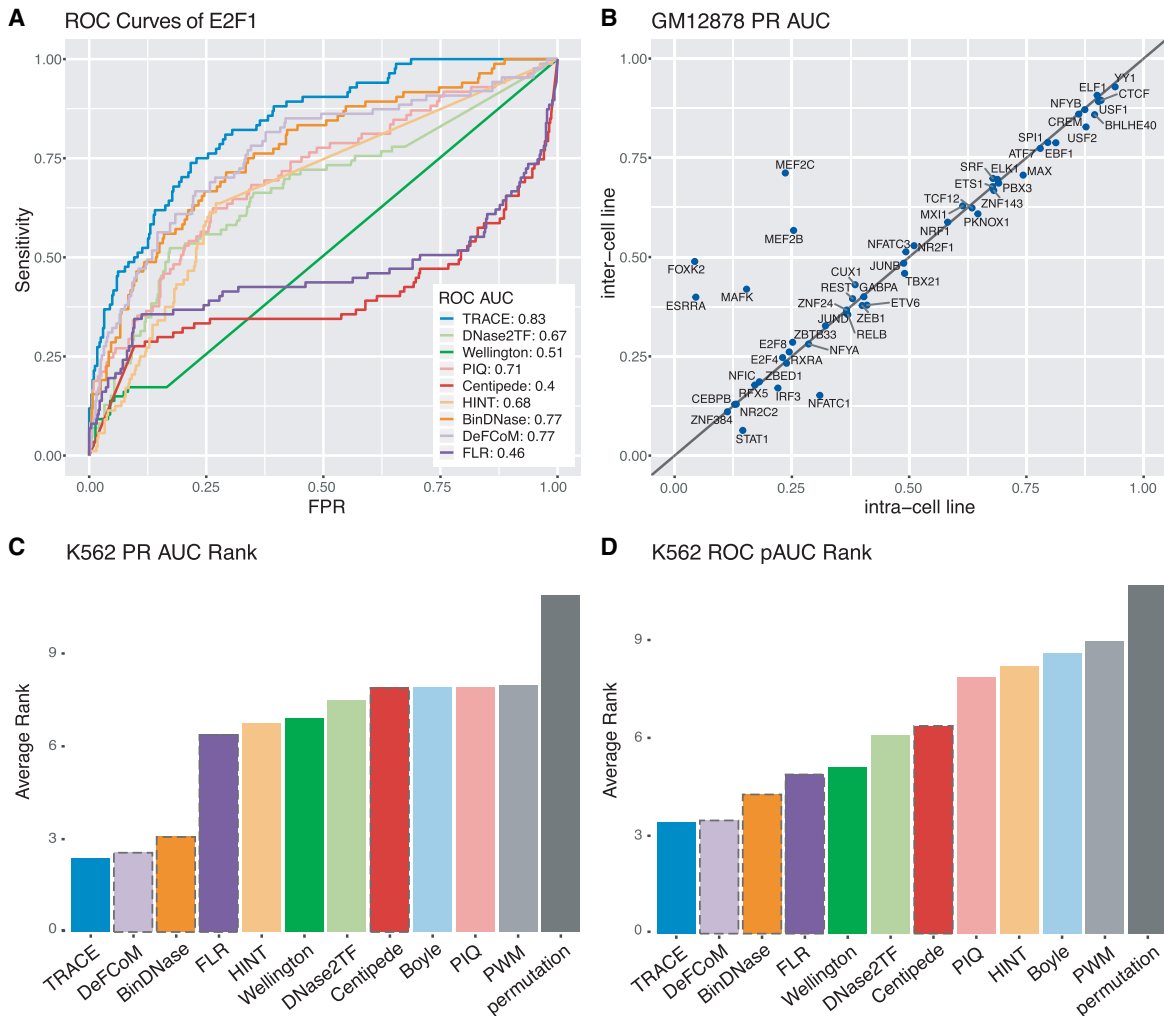 A
ROC Curves of E2F1
1.00
0.75
0.50
0.25
0.00
Sensitivity
0.00
0.25
0.50
0.75
1.00
FPR
ROC AUC
TRACE: 0.83
DNase2TF: 0.67
Wellington: 0.51
PIQ: 0.71
Centipede: 0.4
HINT: 0.68
BinDNase: 0.77
DeFCoM: 0.77
FLR: 0.46
B
GM12878 PR AUC
1.00
0.75
0.50
0.25
0.00
inter−cell line
YY1
ELF1
CTCF
NFYB
USF1
CREM
BHLHE40
USF2
SPI1
ATF7
EBF1
MEF2C
SRF
ELK1
MAX
ETS1
PBX3
TCF12
ZNF143
MXI1
PKNOX1
NRF1
MEF2B
NFATC3
NR2F1
FOXK2
JUNB
TBX21
CUX1
ESRRA
MAFK
REST
GABPA
ZNF24
ETV6
JUND
ZEB1
ZBTB33
RELB
E2F8
NFYA
E2F4
RXRA
NFIC
ZBED1
CEBPB
RFX5
IRF3
NFATC1
ZNF384
NR2C2
STAT1
0.00
0.25
0.50
0.75
1.00
intra−cell line
C
K562 PR AUC Rank
9
6
3
0
Average Rank
TRACE
DeFCoM
BinDNase
FLR
HINT
Wellington
DNase2TF
Centipede
Boyle
PIQ
PWM
permutation
D
K562 ROC pAUC Rank
9
6
3
0
Average Rank
TRACE
DeFCoM
BinDNase
FLR
Wellington
DNase2TF
Centipede
PIQ
HINT
Boyle
PWM
permutation